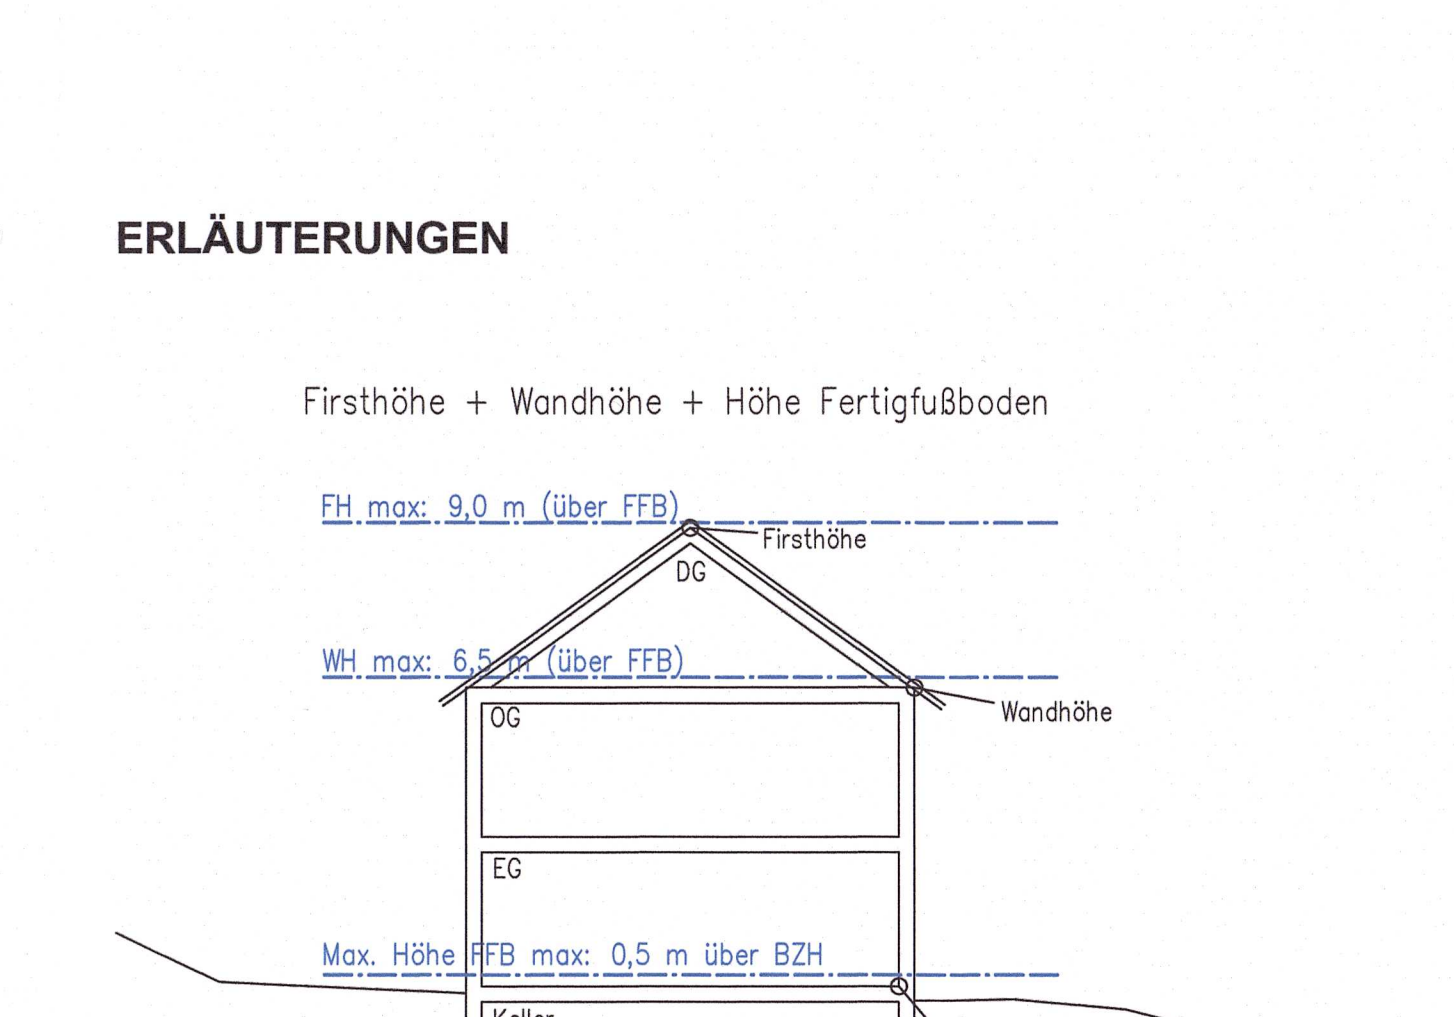 ERLÄUTERUNGEN
Firsthöhe + Wandhöhe + Höhe Fertigfußboden
FH max: 9,0 m (über FFB)
Firsthöhe
DG
WH max: 6,5 m (über FFB)
Wandhöhe
OG
EG
Max. Höhe FFB max: 0,5 m über BZH
Keller